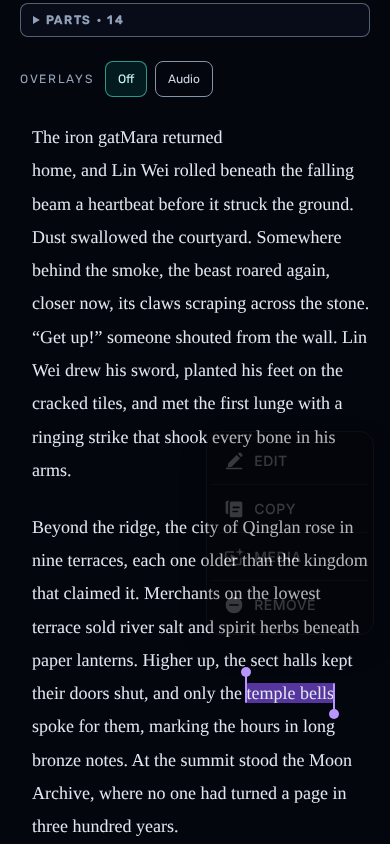 PARTS • 14
OVERLAYS Off Audio
The iron gatMara returned
home, and Lin Wei rolled beneath the falling
beam a heartbeat before it struck the ground.
Dust swallowed the courtyard. Somewhere
behind the smoke, the beast roared again,
closer now, its claws scraping across the stone.
“Get up!” someone shouted from the wall. Lin
Wei drew his sword, planted his feet on the
cracked tiles, and met the first lunge with a
ringing strike that shook every bone in his
arms.
EDIT
COPY
MEDIA
REMOVE
Beyond the ridge, the city of Qinglan rose in
nine terraces, each one older than the kingdom
that claimed it. Merchants on the lowest
terrace sold river salt and spirit herbs beneath
paper lanterns. Higher up, the sect halls kept
their doors shut, and only the temple bells
spoke for them, marking the hours in long
bronze notes. At the summit stood the Moon
Archive, where no one had turned a page in
three hundred years.